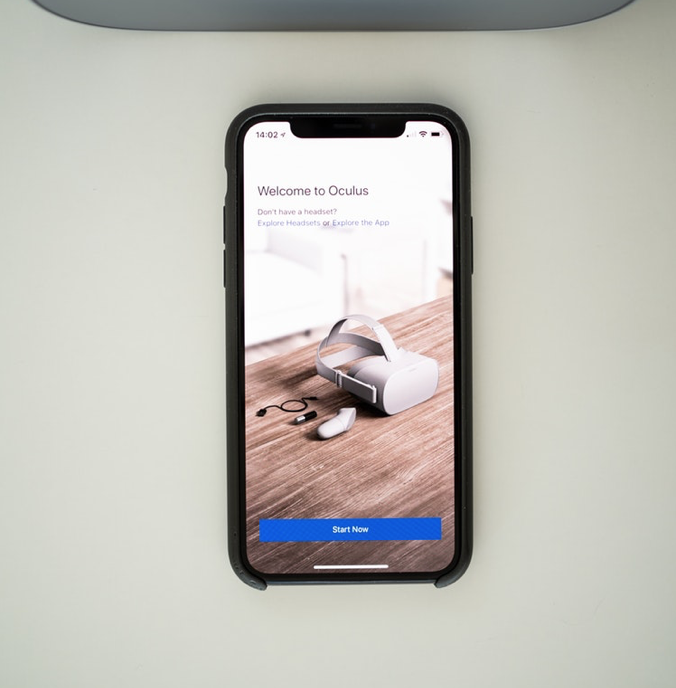 14:02
Welcome to Oculus
Don't have a headset?
Explore Headsets or Explore the App
Start Now